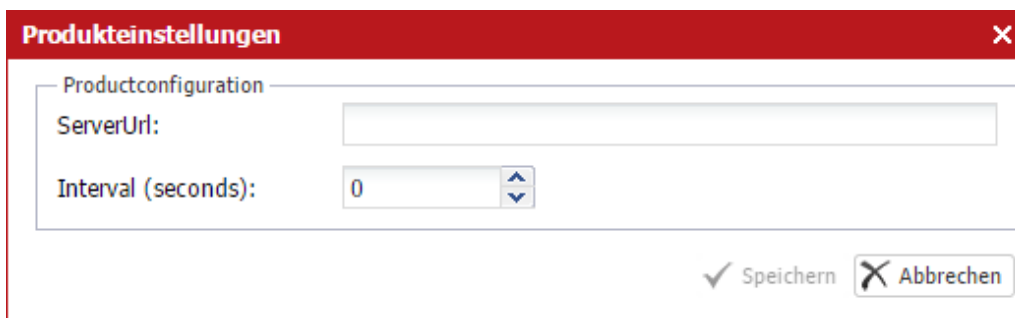 Produkteinstellungen
Productconfiguration
ServerUrl:
Interval (seconds): 0
Speichern Abbrechen